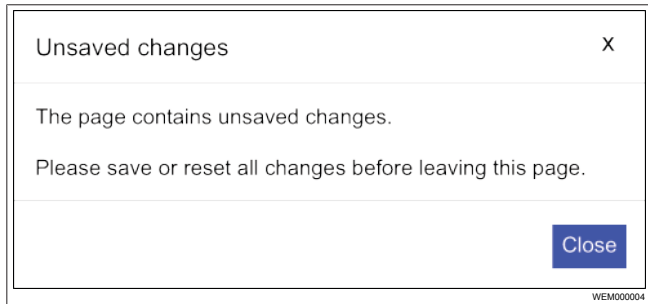 Unsaved changes
x
The page contains unsaved changes.
Please save or reset all changes before leaving this page.
Close
WEM000004